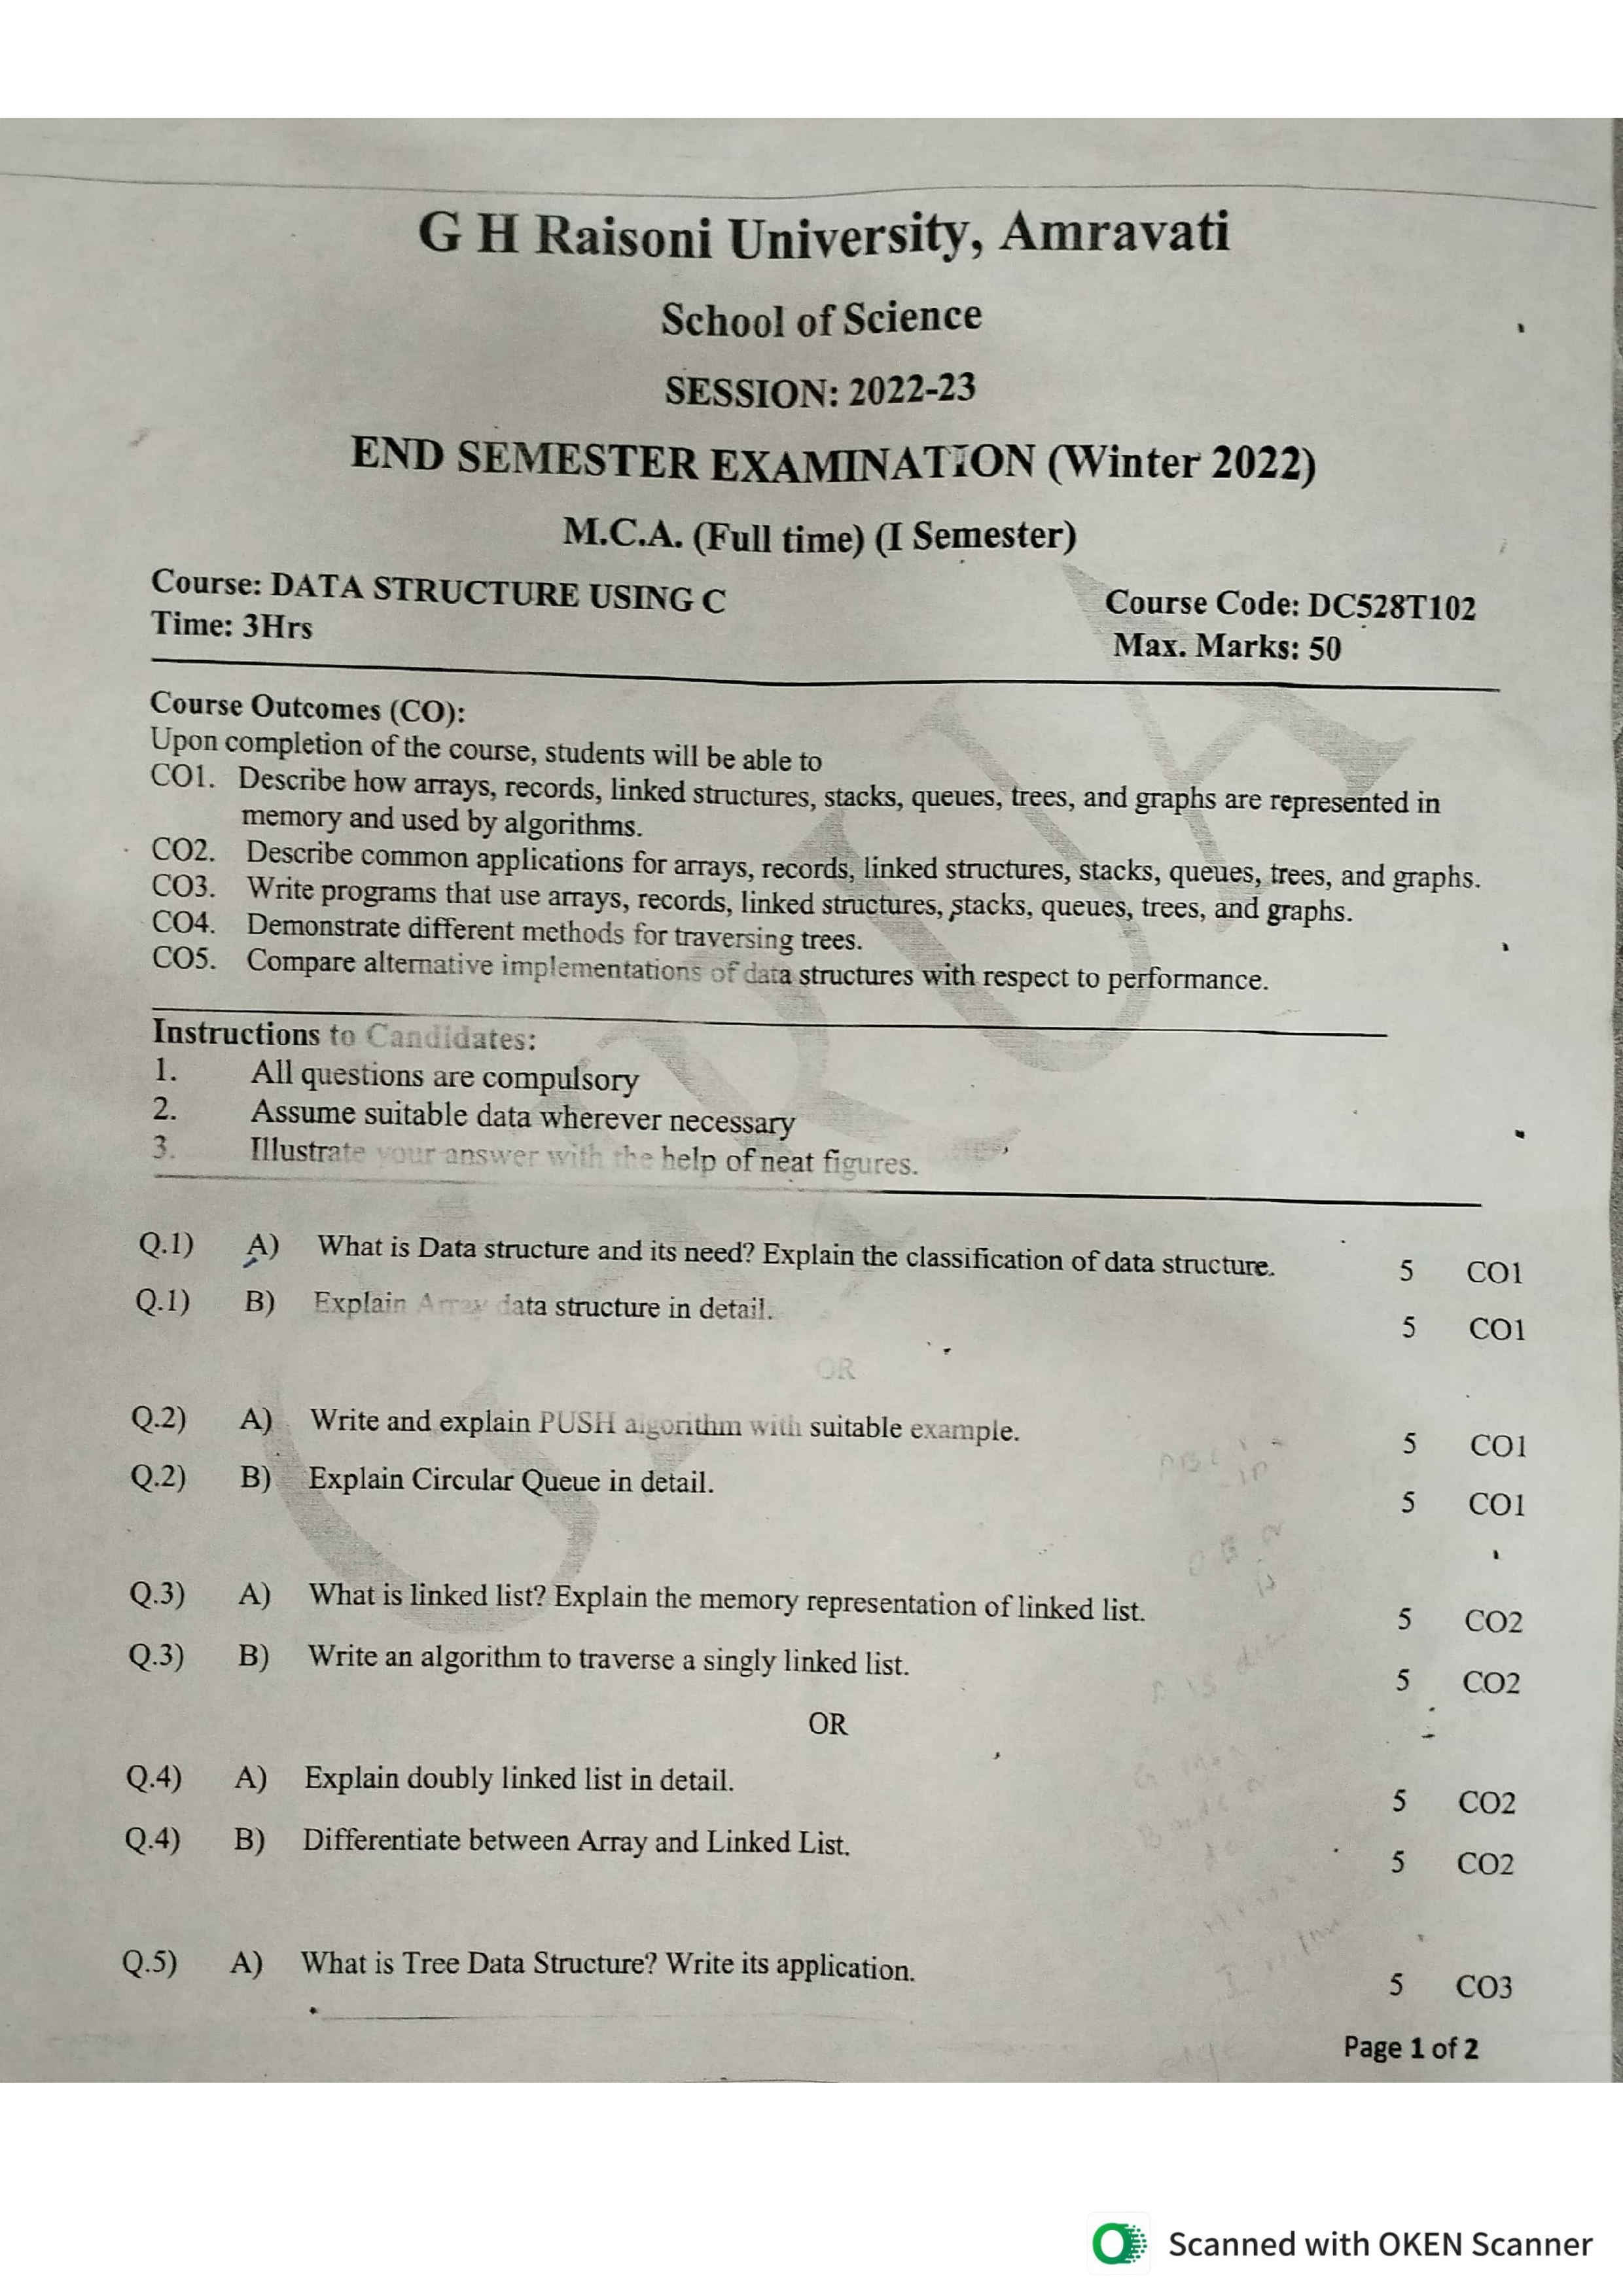 G H Raisoni University, Amravati
School of Science
SESSION: 2022-23
END SEMESTER EXAMINATION (Winter 2022)
M.C.A. (Full time) (I Semester)
Course: DATA STRUCTURE USING C Course Code: DC528T102
Time: 3Hrs Max. Marks: 50
Course Outcomes (CO):
Upon completion of the course, students will be able to
CO1. Describe how arrays, records, linked structures, stacks, queues, trees, and graphs are represented in
memory and used by algorithms.
CO2. Describe common applications for arrays, records, linked structures, stacks, queues, trees, and graphs.
CO3. Write programs that use arrays, records, linked structures, stacks, queues, trees, and graphs.
CO4. Demonstrate different methods for traversing trees.
CO5. Compare alternative implementations of data structures with respect to performance.
Instructions to Candidates:
1. All questions are compulsory
2. Assume suitable data wherever necessary
3. Illustrate your answer with the help of neat figures.
Q.1) A) What is Data structure and its need? Explain the classification of data structure. 5 CO1
Q.1) B) Explain Array data structure in detail. 5 CO1
OR
Q.2) A) Write and explain PUSH algorithm with suitable example. 5 CO1
Q.2) B) Explain Circular Queue in detail. 5 CO1
Q.3) A) What is linked list? Explain the memory representation of linked list. 5 CO2
Q.3) B) Write an algorithm to traverse a singly linked list. 5 CO2
OR
Q.4) A) Explain doubly linked list in detail. 5 CO2
Q.4) B) Differentiate between Array and Linked List. 5 CO2
Q.5) A) What is Tree Data Structure? Write its application. 5 CO3
Page 1 of 2
Scanned with OKEN Scanner